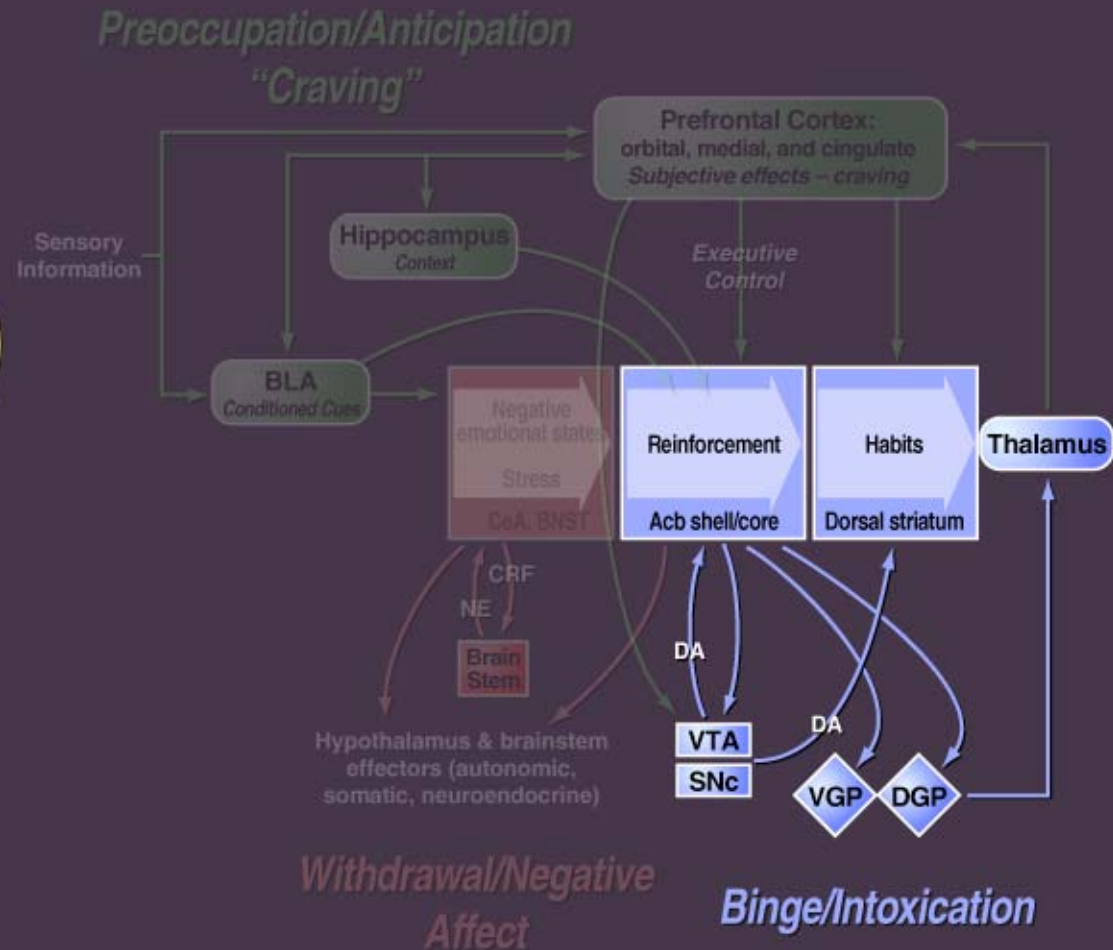 Preoccupation/Anticipation
“Craving”
Prefrontal Cortex:
orbital, medial, and cingulate
Subjective effects – craving
Sensory
Information
Hippocampus
Context
Executive
Control
BLA
Conditioned Cues
Negative
emotional states
Stress
CeA, BNST
Reinforcement
Acb shell/core
Habits
Dorsal striatum
Thalamus
CRF
NE
Brain
Stem
DA
DA
VTA
SNc
VGP
DGP
Hypothalamus & brainstem
effectors (autonomic,
somatic, neuroendocrine)
Withdrawal/Negative
Affect
Binge/Intoxication